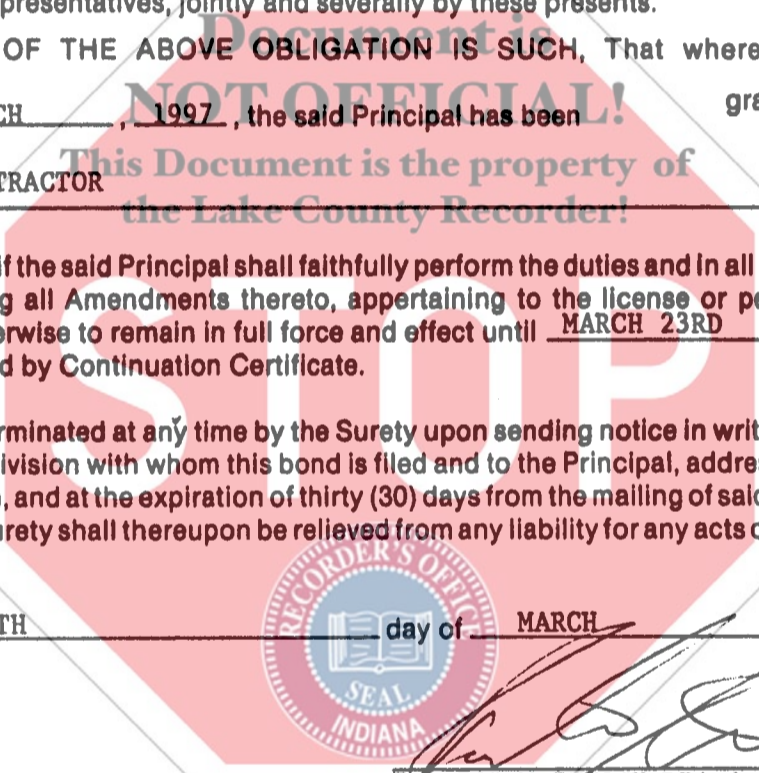 presentatives, jointly and severally by these presents.
Document is
OF THE ABOVE OBLIGATION IS SUCH, That where
NOT OFFICIAL!
gra
CH, 1997, the said Principal has been
This Document is the property of
TRACTOR
the Lake County Recorder!
if the said Principal shall faithfully perform the duties and in all
g all Amendments thereto, appertaining to the license or pe
erwise to remain in full force and effect until MARCH 23RD
d by Continuation Certificate.
STOP
rminated at any time by the Surety upon sending notice in writ
ivision with whom this bond is filed and to the Principal, addre
, and at the expiration of thirty (30) days from the mailing of said
urety shall thereupon be relieved from any liability for any acts o
RECORDER'S OFFICE
TH day of MARCH
SEAL
INDIANA